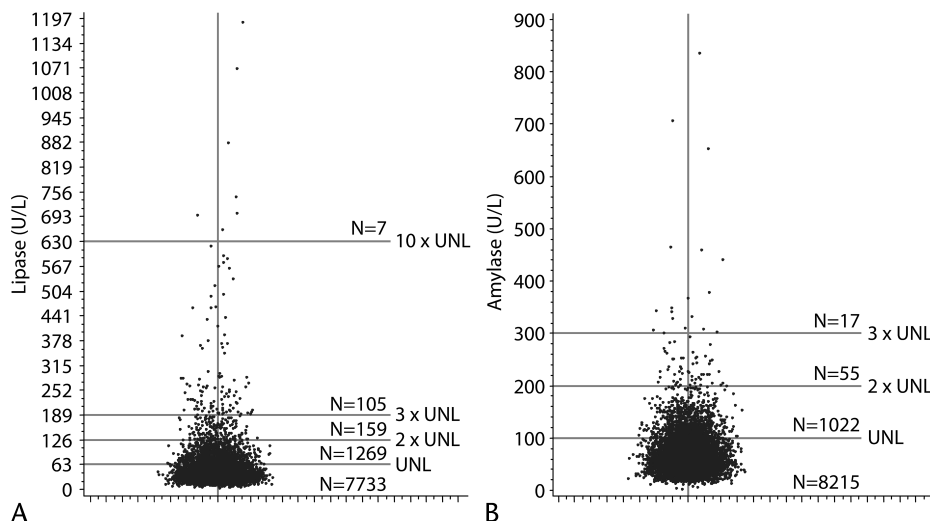 1197
1134
1071
1008
945
882
819
756
693
630
567
504
441
378
315
252
189
126
63
0
Lipase (U/L)
N=7
10 x UNL
N=105
3 x UNL
N=159
2 x UNL
N=1269
UNL
N=7733
A
900
800
700
600
500
400
300
200
100
0
Amylase (U/L)
N=17
3 x UNL
N=55
2 x UNL
N=1022
UNL
N=8215
B